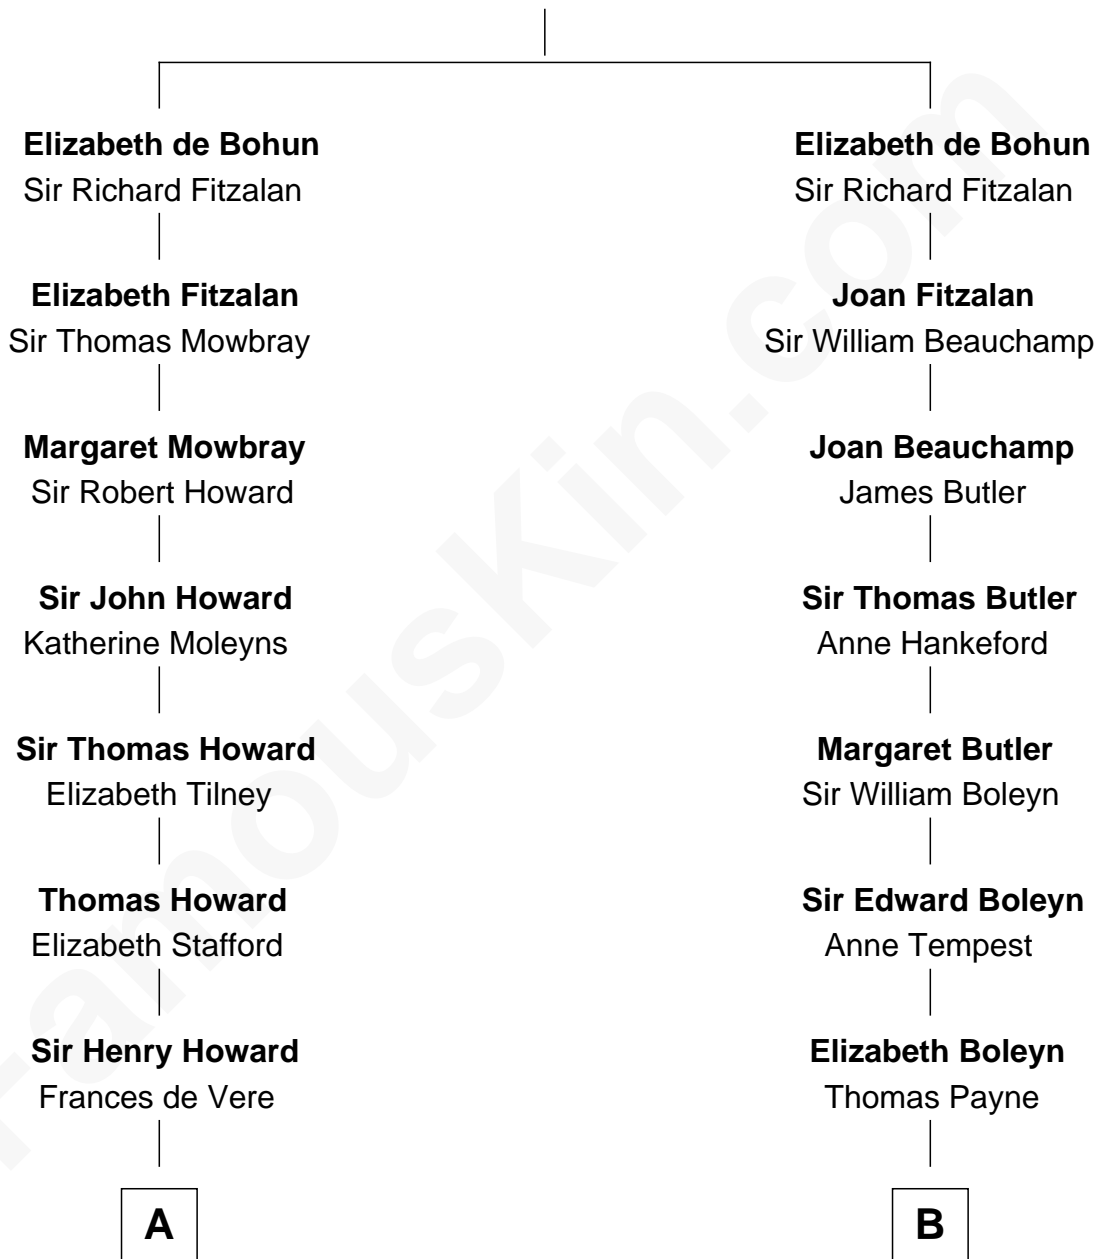 Elizabeth de Bohun
Sir Richard Fitzalan
Elizabeth Fitzalan
Sir Thomas Mowbray
Margaret Mowbray
Sir Robert Howard
Sir John Howard
Katherine Moleyns
Sir Thomas Howard
Elizabeth Tilney
Thomas Howard
Elizabeth Stafford
Sir Henry Howard
Frances de Vere
A
Elizabeth de Bohun
Sir Richard Fitzalan
Joan Fitzalan
Sir William Beauchamp
Joan Beauchamp
James Butler
Sir Thomas Butler
Anne Hankeford
Margaret Butler
Sir William Boleyn
Sir Edward Boleyn
Anne Tempest
Elizabeth Boleyn
Thomas Payne
B
FamousKin.com